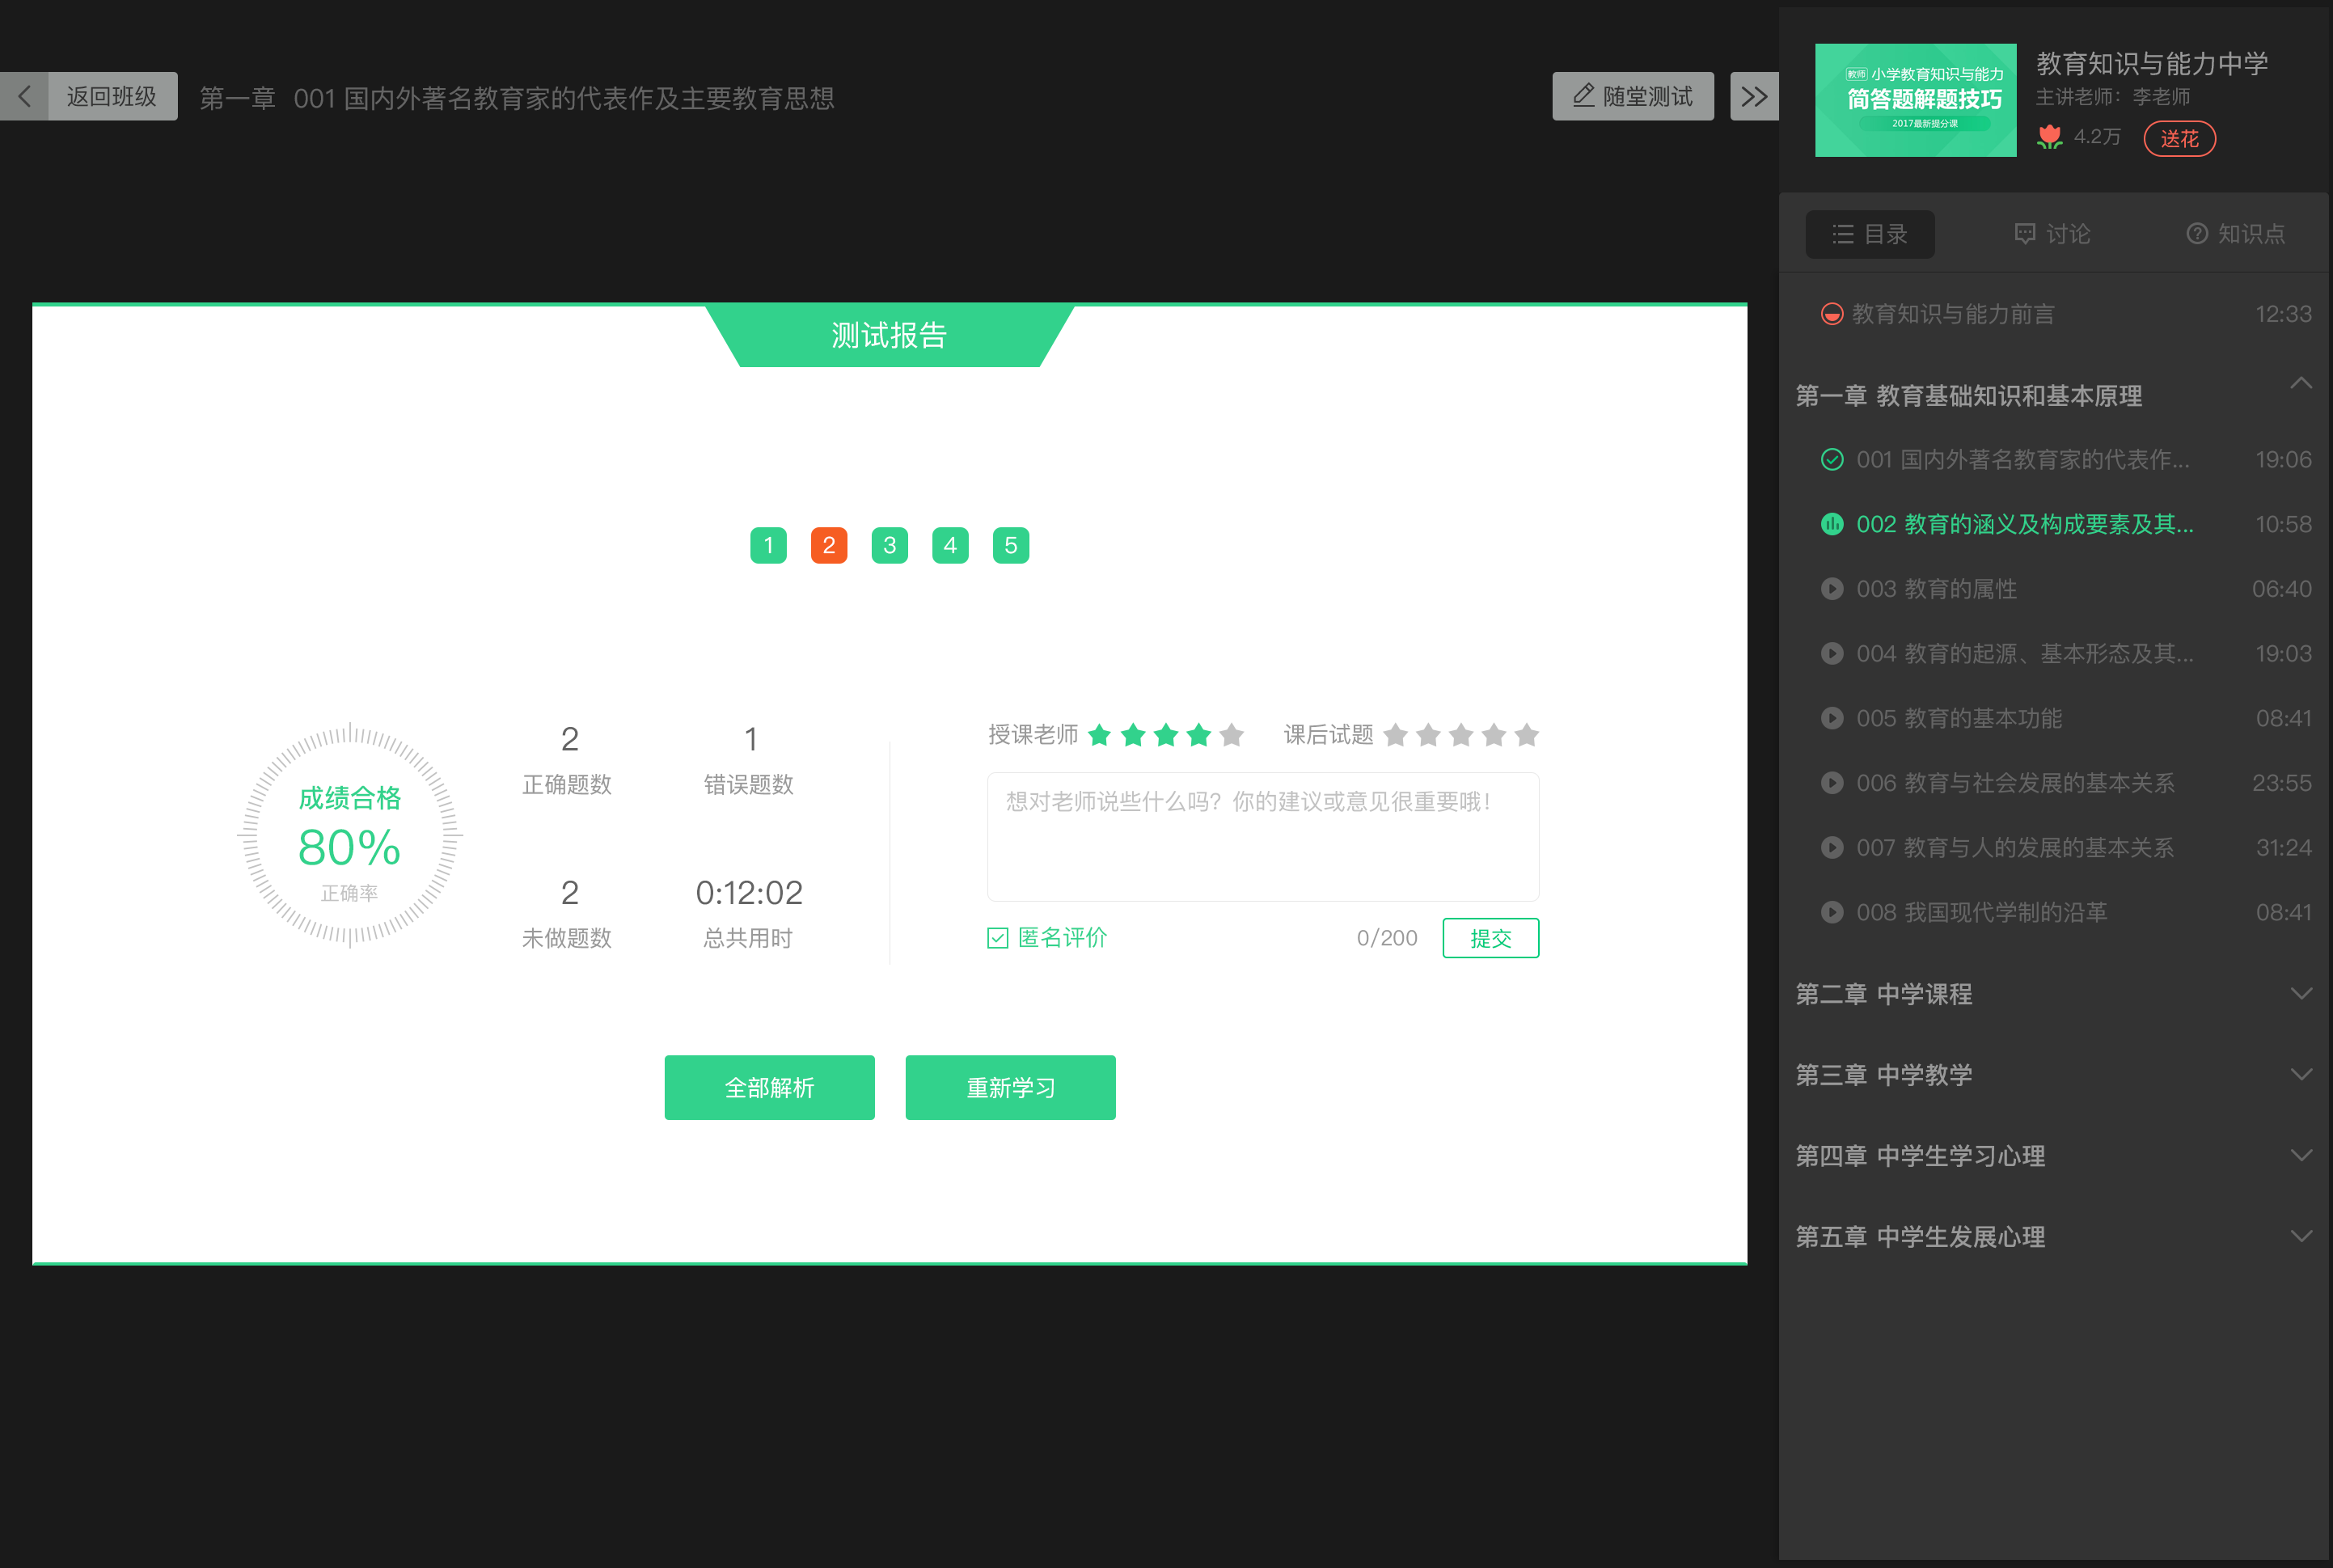 返回班级
第一章 001 国内外著名教育家的代表作及主要教育思想
随堂测试
教师 小学教育知识与能力
简答题解题技巧
2017最新提分课
教育知识与能力中学
主讲老师：李老师
4.2万 送花
目录 讨论 知识点
教育知识与能力前言 12:33
第一章 教育基础知识和基本原理
001 国内外著名教育家的代表作... 19:06
002 教育的涵义及构成要素及其... 10:58
003 教育的属性 06:40
004 教育的起源、基本形态及其... 19:03
005 教育的基本功能 08:41
006 教育与社会发展的基本关系 23:55
007 教育与人的发展的基本关系 31:24
008 我国现代学制的沿革 08:41
第二章 中学课程
第三章 中学教学
第四章 中学生学习心理
第五章 中学生发展心理
测试报告
1 2 3 4 5
成绩合格
80%
正确率
2 1
正确题数 错误题数
2 0:12:02
未做题数 总共用时
授课老师 课后试题
想对老师说些什么吗？你的建议或意见很重要哦！
匿名评价 0/200 提交
全部解析 重新学习